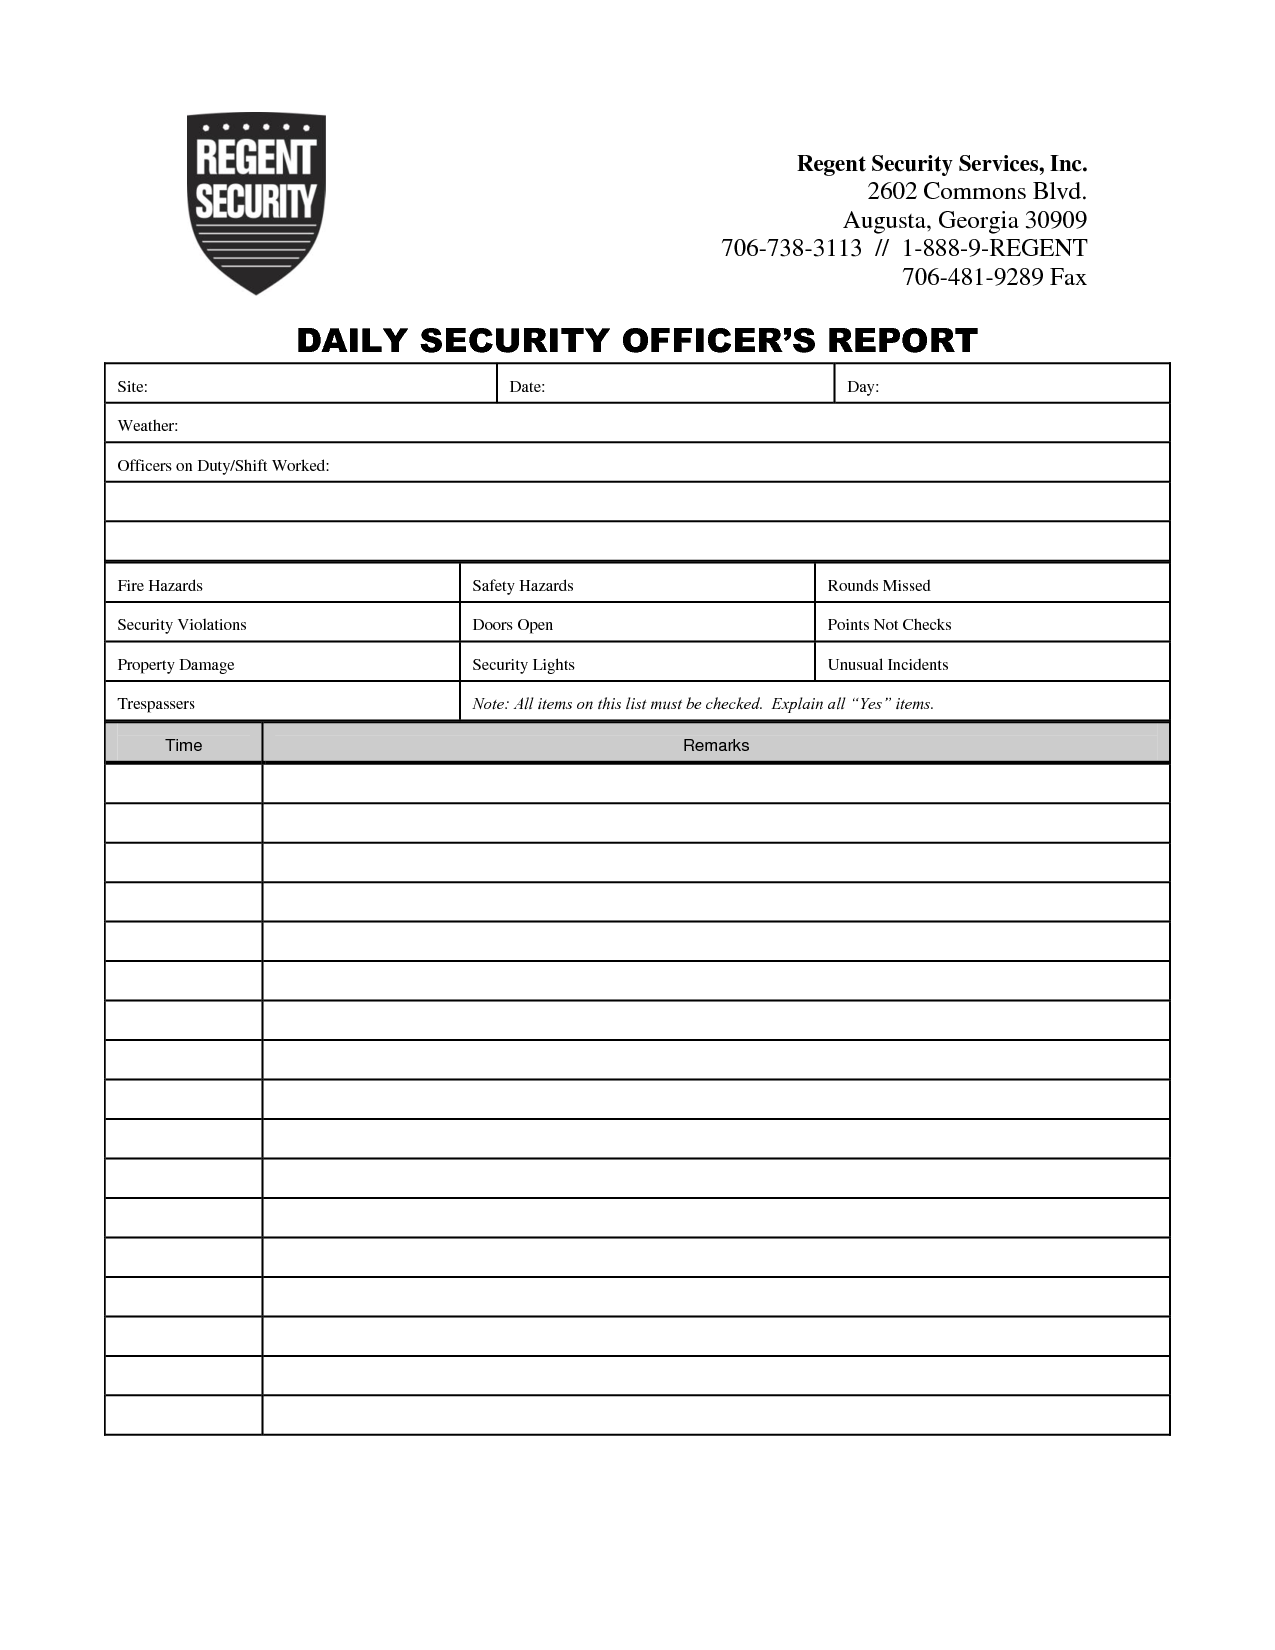 REGENT
SECURITY
Regent Security Services, Inc.
2602 Commons Blvd.
Augusta, Georgia 30909
706-738-3113 // 1-888-9-REGENT
706-481-9289 Fax
DAILY SECURITY OFFICER’S REPORT
Site: Date: Day:
Weather:
Officers on Duty/Shift Worked:
Fire Hazards Safety Hazards Rounds Missed
Security Violations Doors Open Points Not Checks
Property Damage Security Lights Unusual Incidents
Trespassers Note: All items on this list must be checked. Explain all “Yes” items.
Time Remarks